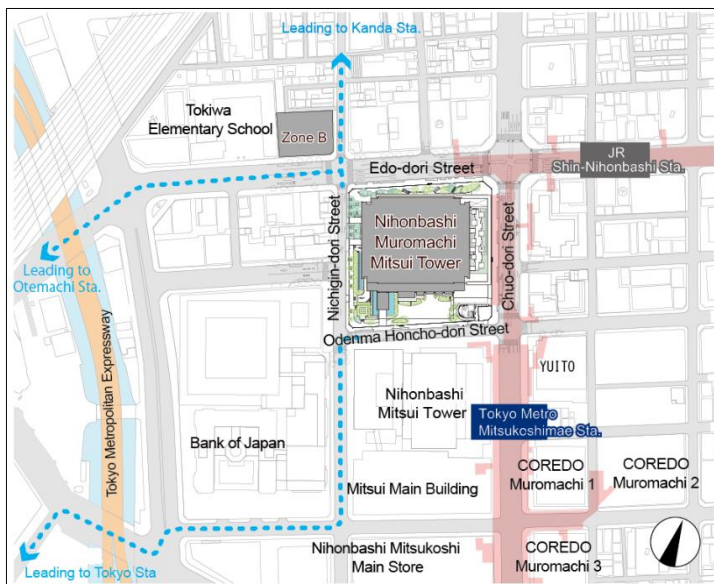 Leading to Kanda Sta.
Tokiwa
Elementary School
Zone B
Edo-dori Street
JR
Shin-Nihonbashi Sta.
Nihonbashi
Muromachi
Mitsui Tower
Nichigin-dori Street
Chuo-dori Street
Leading to
Otemachi Sta.
Tokyo Metropolitan Expressway
Odenma Honcho-dori Street
YUITO
Nihonbashi
Mitsui Tower
Tokyo Metro
Mitsukoshimae Sta.
Bank of Japan
Mitsui Main Building
COREDO
Muromachi 1
COREDO
Muromachi 2
Leading to Tokyo Sta
Nihonbashi Mitsukoshi
Main Store
COREDO
Muromachi 3